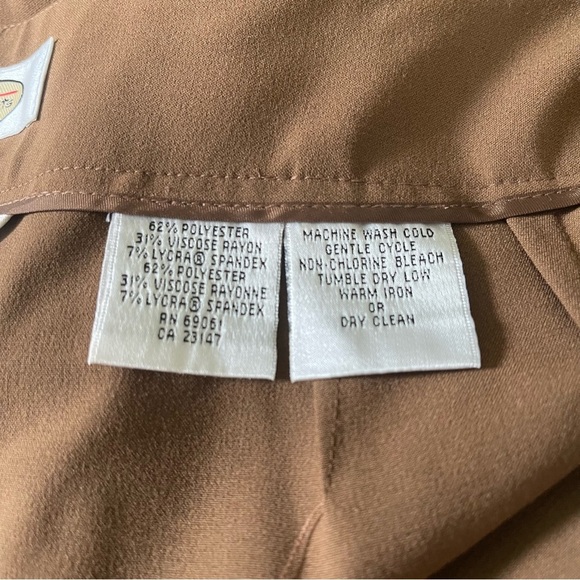 62% POLYESTER
31% VISCOSE RAYON
7% LYCRA® SPANDEX
62% POLYESTER
31% VISCOSE RAYONNE
7% LYCRA® SPANDEX
RN 69061
CA 23147
MACHINE WASH COLD
GENTLE CYCLE
NON-CHLORINE BLEACH
TUMBLE DRY LOW
WARM IRON
OR
DRY CLEAN